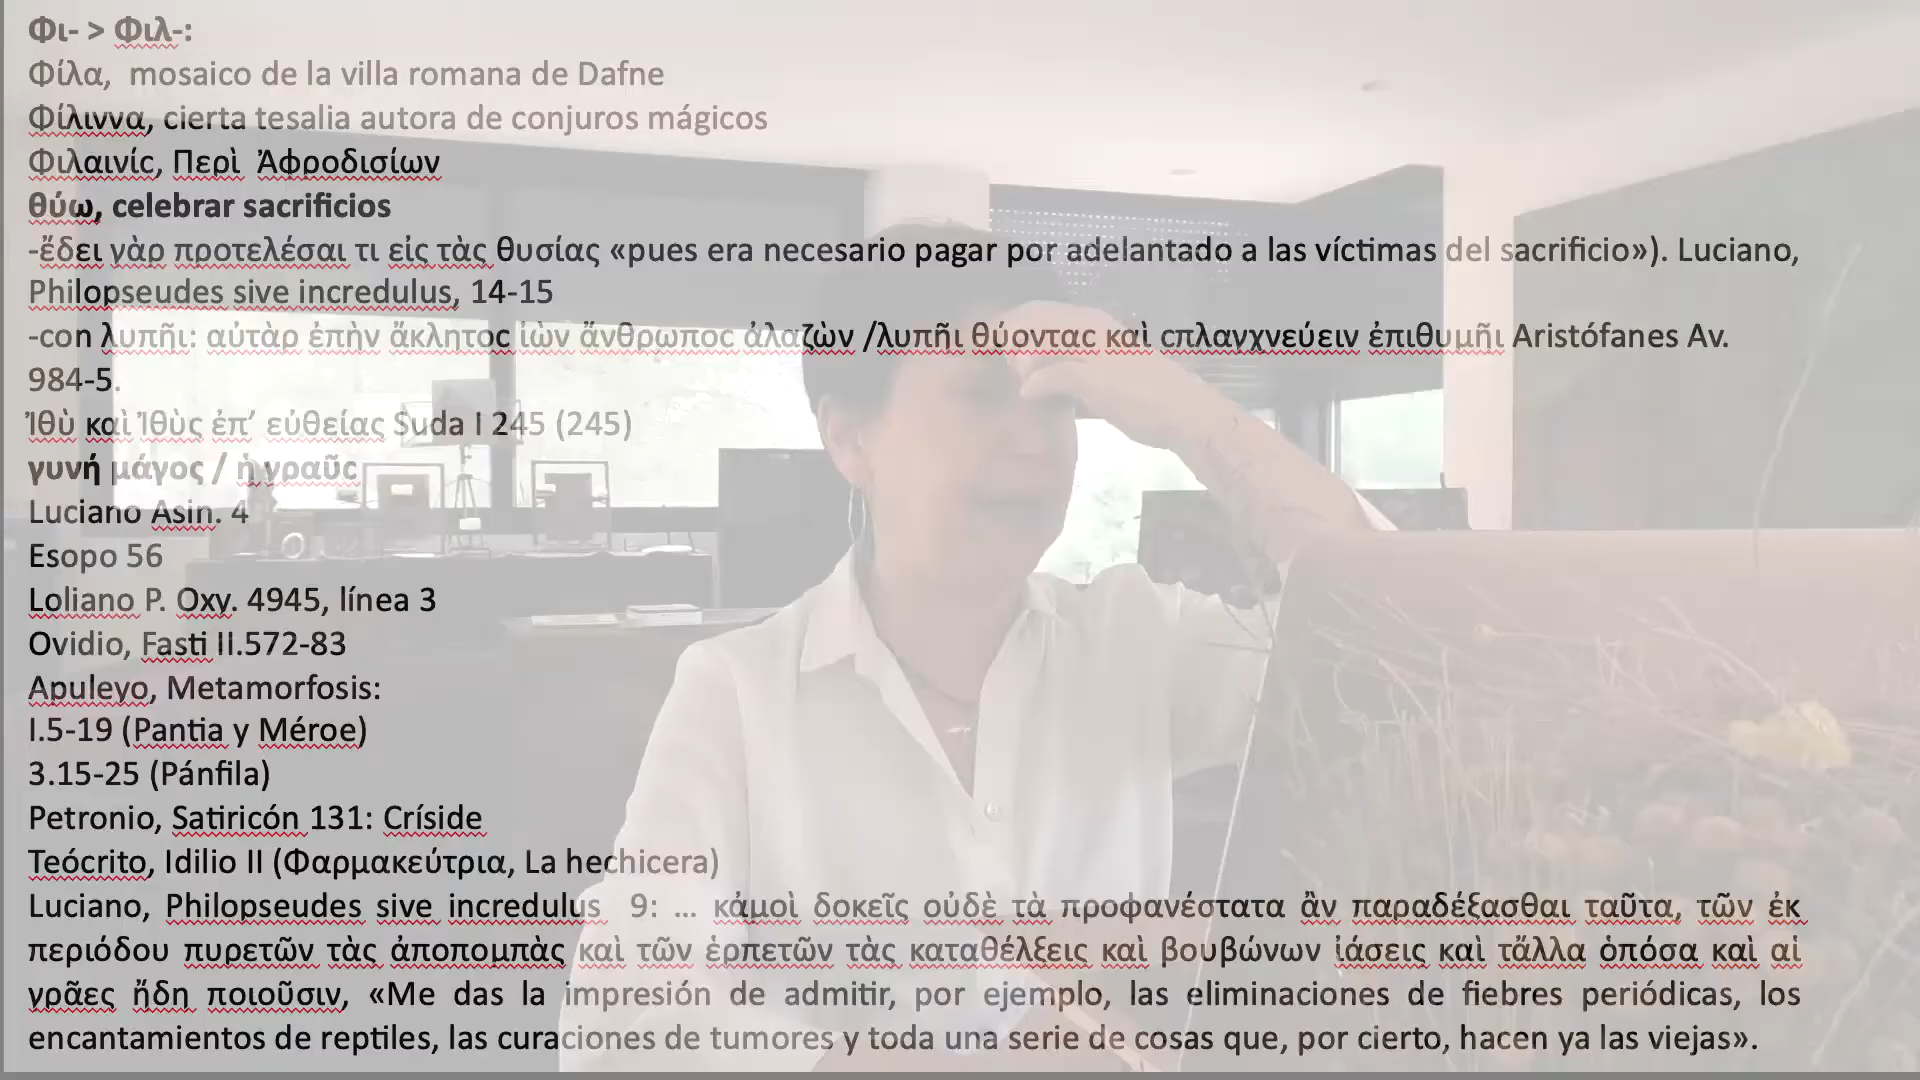 Φι- > Φιλ-:
Φίλα, mosaico de la villa romana de Dafne
Φίλιννα, cierta tesalia autora de conjuros mágicos
Φιλαινίϲ, Περὶ Ἀφροδισίων
θύω, celebrar sacrificios
-ἔδει γὰρ προτελέσαι τι εἰς τὰς θυσίας «pues era necesario pagar por adelantado a las víctimas del sacrificio»). Luciano,
Philopseudes sive incredulus, 14-15
-con λυπῆι: αὐτὰρ ἐπὴν ἄκλητοϲ ἰὼν ἄνθρωποϲ ἀλαζὼν /λυπῆι θύονταϲ καὶ ϲπλαγχνεύειν ἐπιθυμῆι Aristófanes Av.
984-5.
Ἰθὺ καὶ Ἰθὺς ἐπ’ εὐθείας Suda I 245 (245)
γυνή μάγος / ἡ γραῦϲ
Luciano Asin. 4
Esopo 56
Loliano P. Oxy. 4945, línea 3
Ovidio, Fasti II.572-83
Apuleyo, Metamorfosis:
I.5-19 (Pantia y Méroe)
3.15-25 (Pánfila)
Petronio, Satiricón 131: Críside
Teócrito, Idilio II (Φαρμακεύτρια, La hechicera)
Luciano, Philopseudes sive incredulus 9: ... κἀμοὶ δοκεῖς οὐδὲ τὰ προφανέστατα ἂν παραδέξασθαι ταῦτα, τῶν ἐκ
περιόδου πυρετῶν τὰς ἀποπομπὰς καὶ τῶν ἑρπετῶν τὰς καταθέλξεις καὶ βουβώνων ἰάσεις καὶ τἄλλα ὁπόσα καὶ αἱ
γρᾶες ἤδη ποιοῦσιν, «Me das la impresión de admitir, por ejemplo, las eliminaciones de fiebres periódicas, los
encantamientos de reptiles, las curaciones de tumores y toda una serie de cosas que, por cierto, hacen ya las viejas».